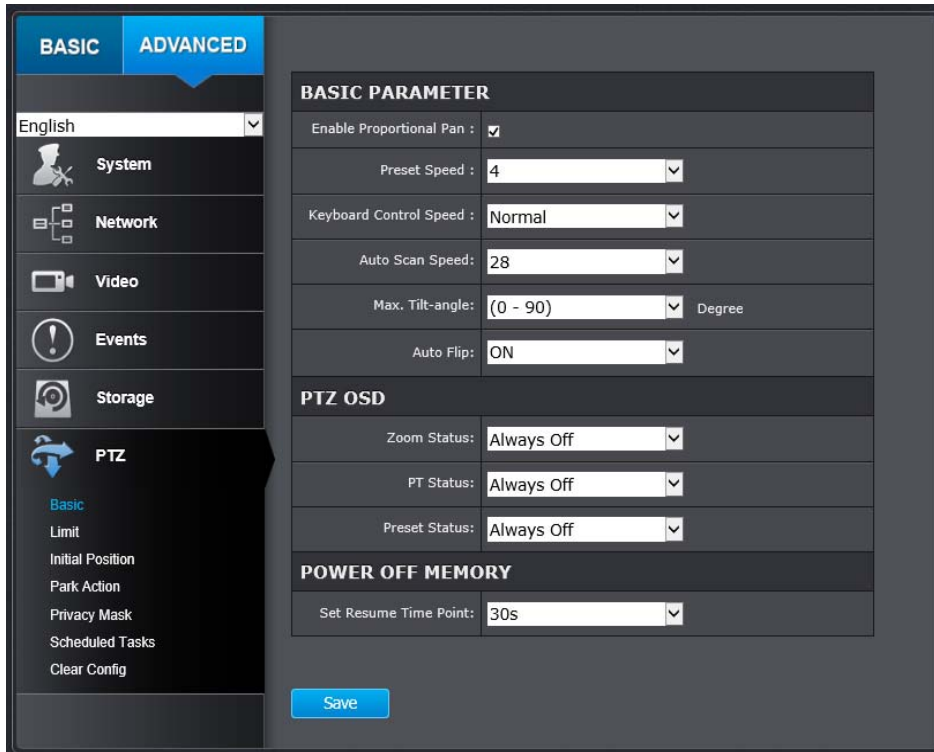 BASIC ADVANCED
English
System
Network
Video
Events
Storage
PTZ
Basic
Limit
Initial Position
Park Action
Privacy Mask
Scheduled Tasks
Clear Config
BASIC PARAMETER
Enable Proportional Pan :
Preset Speed : 4
Keyboard Control Speed : Normal
Auto Scan Speed: 28
Max. Tilt-angle: (0 - 90) Degree
Auto Flip: ON
PTZ OSD
Zoom Status: Always Off
PT Status: Always Off
Preset Status: Always Off
POWER OFF MEMORY
Set Resume Time Point: 30s
Save